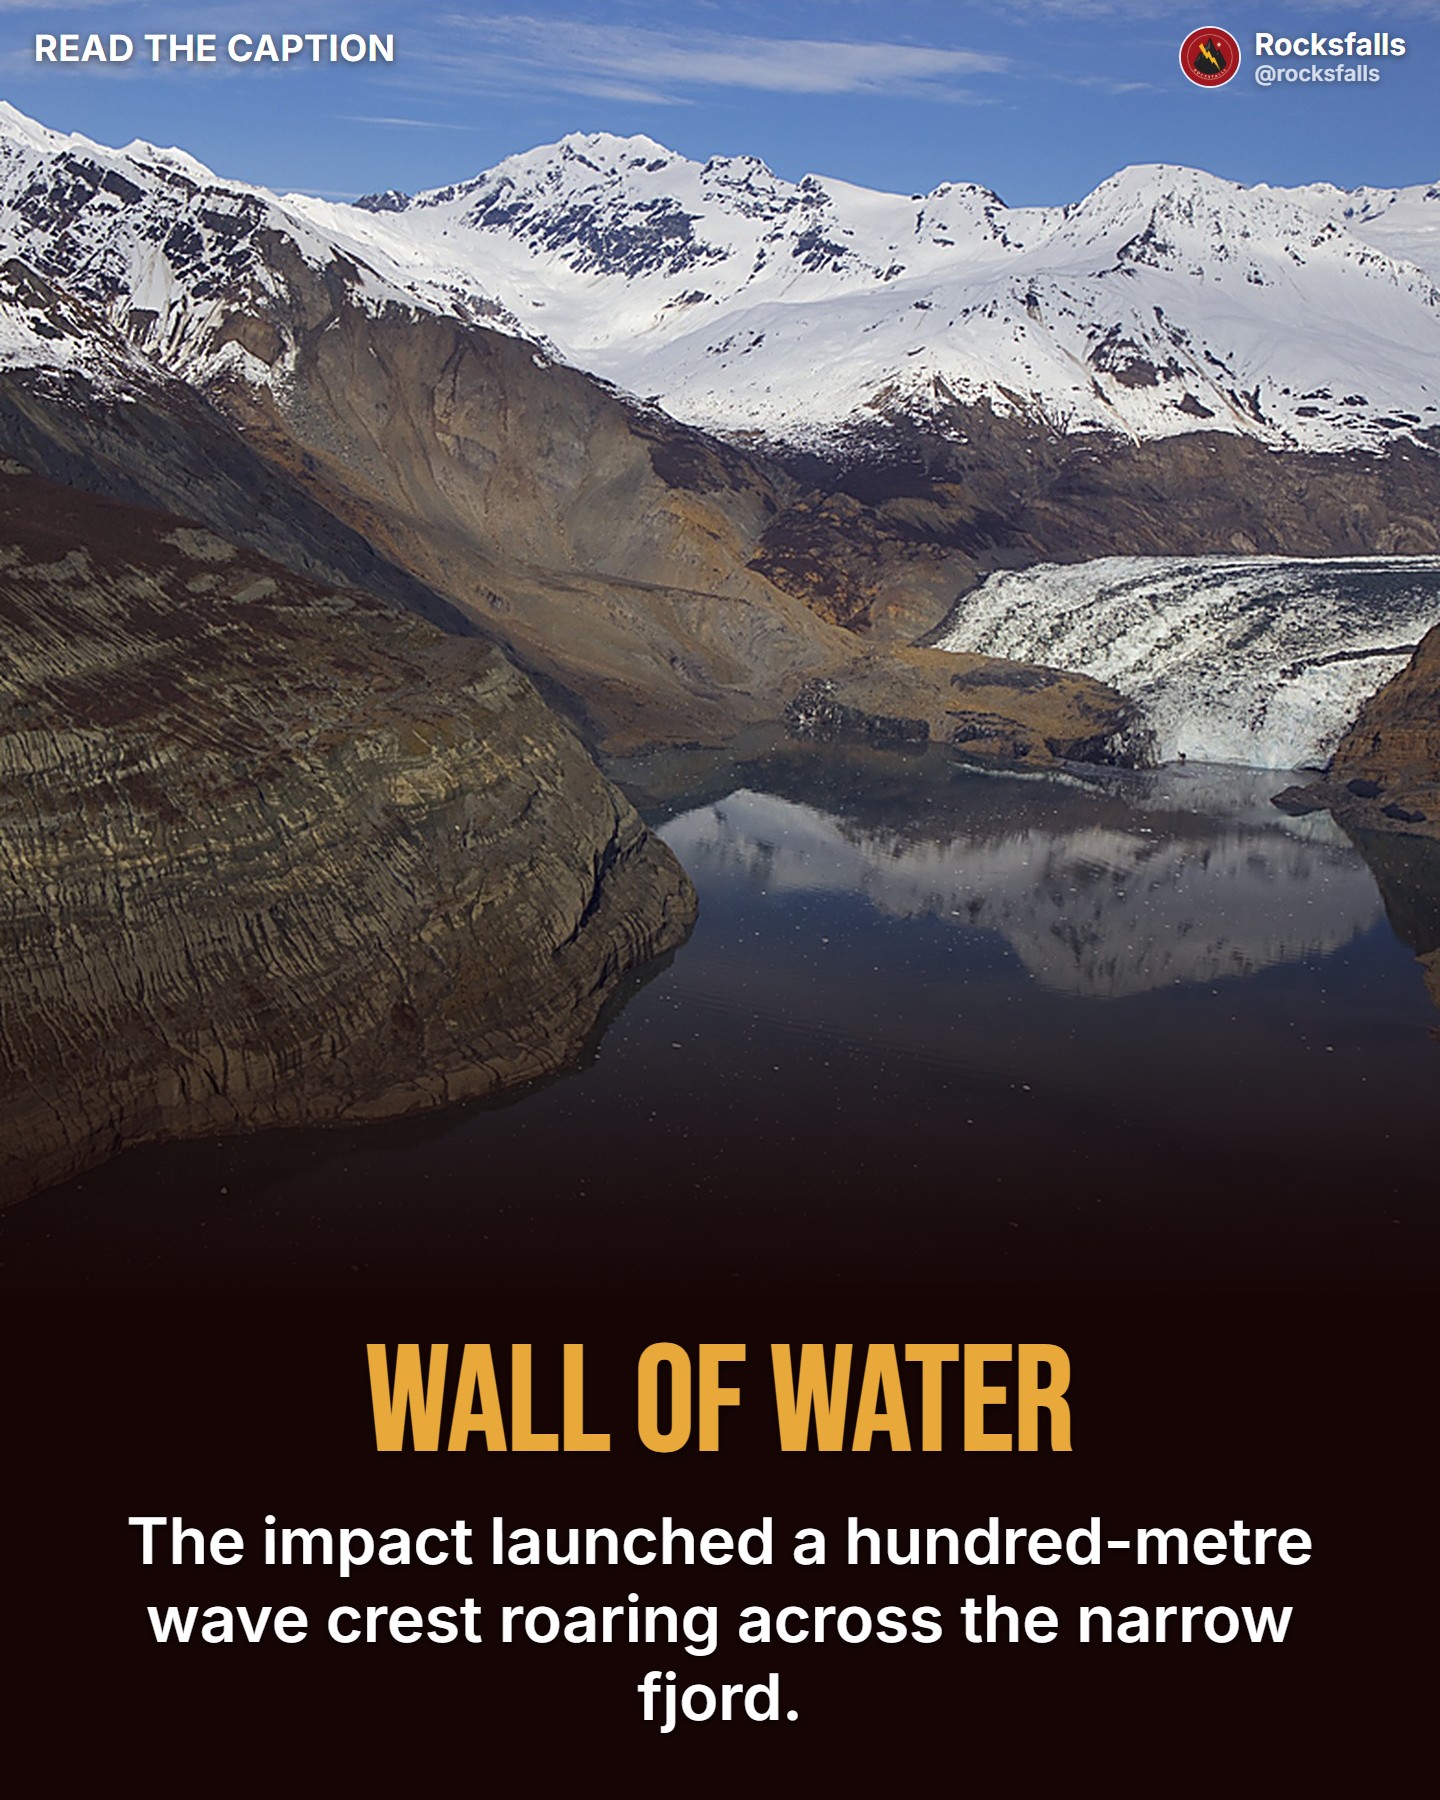 READ THE CAPTION
Rocksfalls
@rocksfalls
WALL OF WATER
The impact launched a hundred-metre
wave crest roaring across the narrow
fjord.